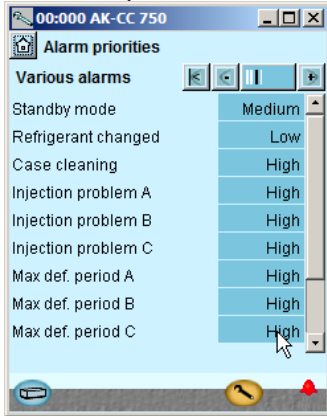 00:000 AK-CC 750
Alarm priorities
Various alarms
Standby mode Medium
Refrigerant changed Low
Case cleaning High
Injection problem A High
Injection problem B High
Injection problem C High
Max def. period A High
Max def. period B High
Max def. period C High